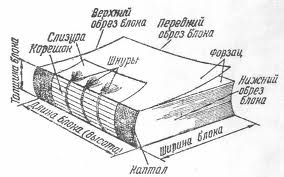 Верхний
обрез блока
Передний
обрез блока
Слизура
Корешок
Шнуры
Форзац
Нижний
обрез
блока
Толщина блока
Длина блока (высота)
Ширина блока
Каптал